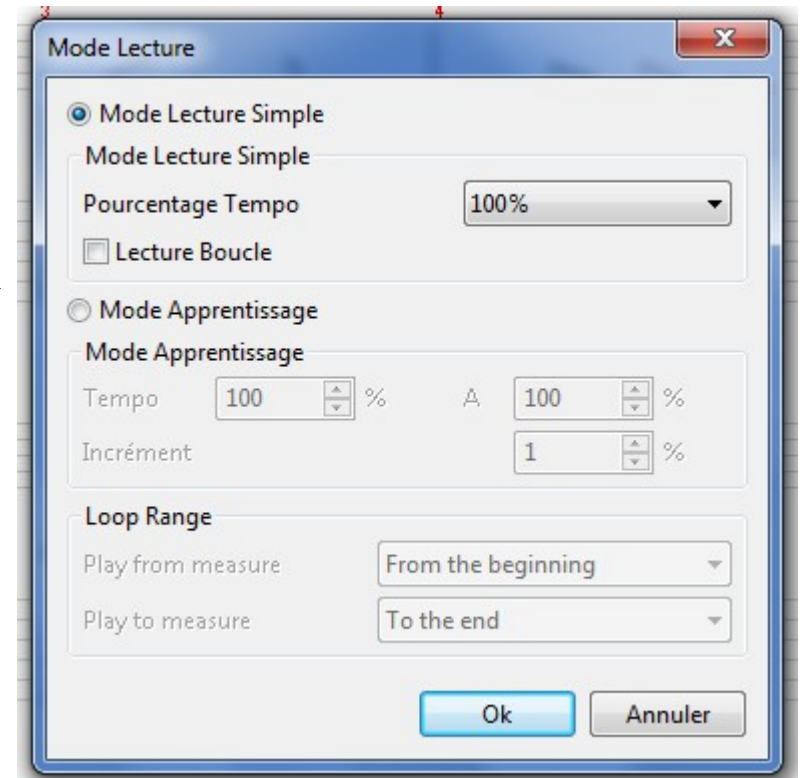 3 4
Mode Lecture
Mode Lecture Simple
Mode Lecture Simple
Pourcentage Tempo 100%
Lecture Boucle
Mode Apprentissage
Mode Apprentissage
Tempo 100 % A 100 %
Incrément 1 %
Loop Range
Play from measure From the beginning
Play to measure To the end
Ok Annuler